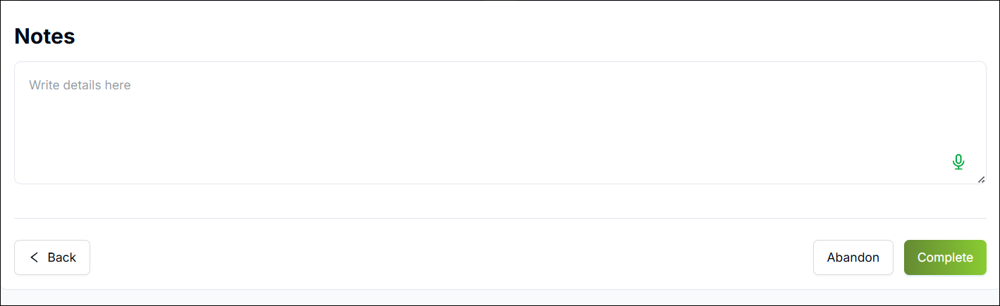 Notes
Write details here
Back
Abandon
Complete